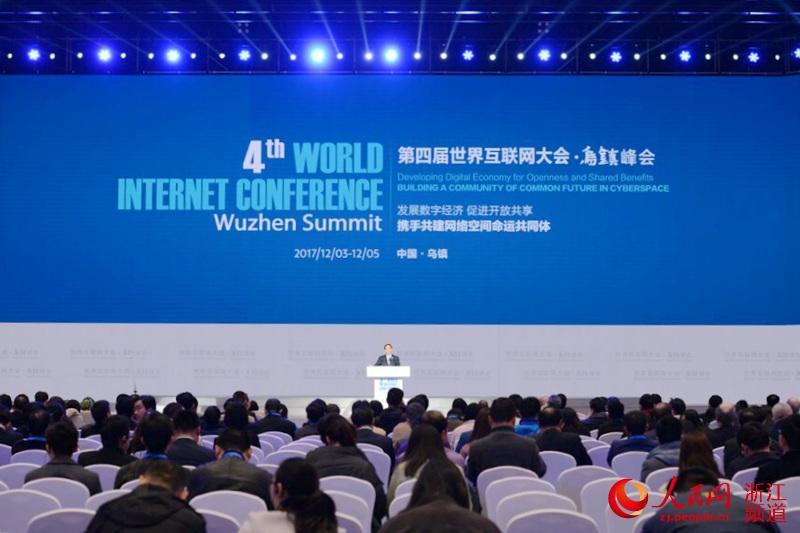 4th WORLD
INTERNET CONFERENCE
Wuzhen Summit
2017/12/03-12/05
第四届世界互联网大会·乌镇峰会
Developing Digital Economy for Openness and Shared Benefits
BUILDING A COMMUNITY OF COMMON FUTURE IN CYBERSPACE
发展数字经济 促进开放共享
携手共建网络空间命运共同体
中国·乌镇
人民网
zj.people.cn
浙江
频道